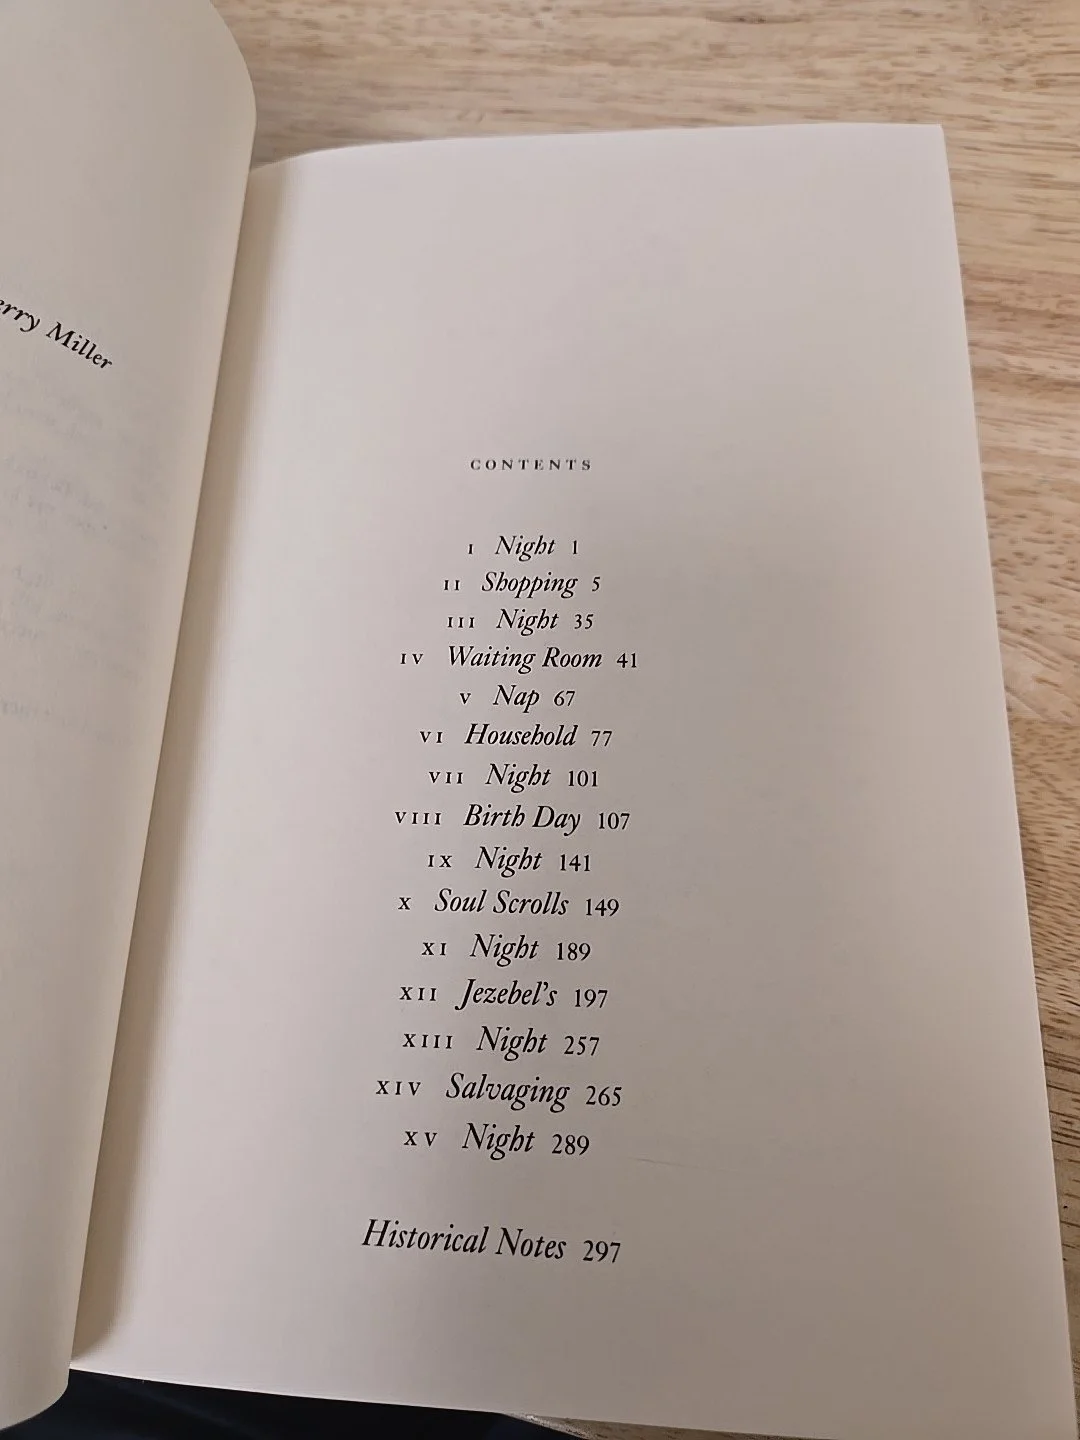 Miller
CONTENTS
I Night 1
II Shopping 5
III Night 35
IV Waiting Room 41
V Nap 67
VI Household 77
VII Night 101
VIII Birth Day 107
IX Night 141
X Soul Scrolls 149
XI Night 189
XII Jezebel's 197
XIII Night 257
XIV Salvaging 265
XV Night 289
Historical Notes 297